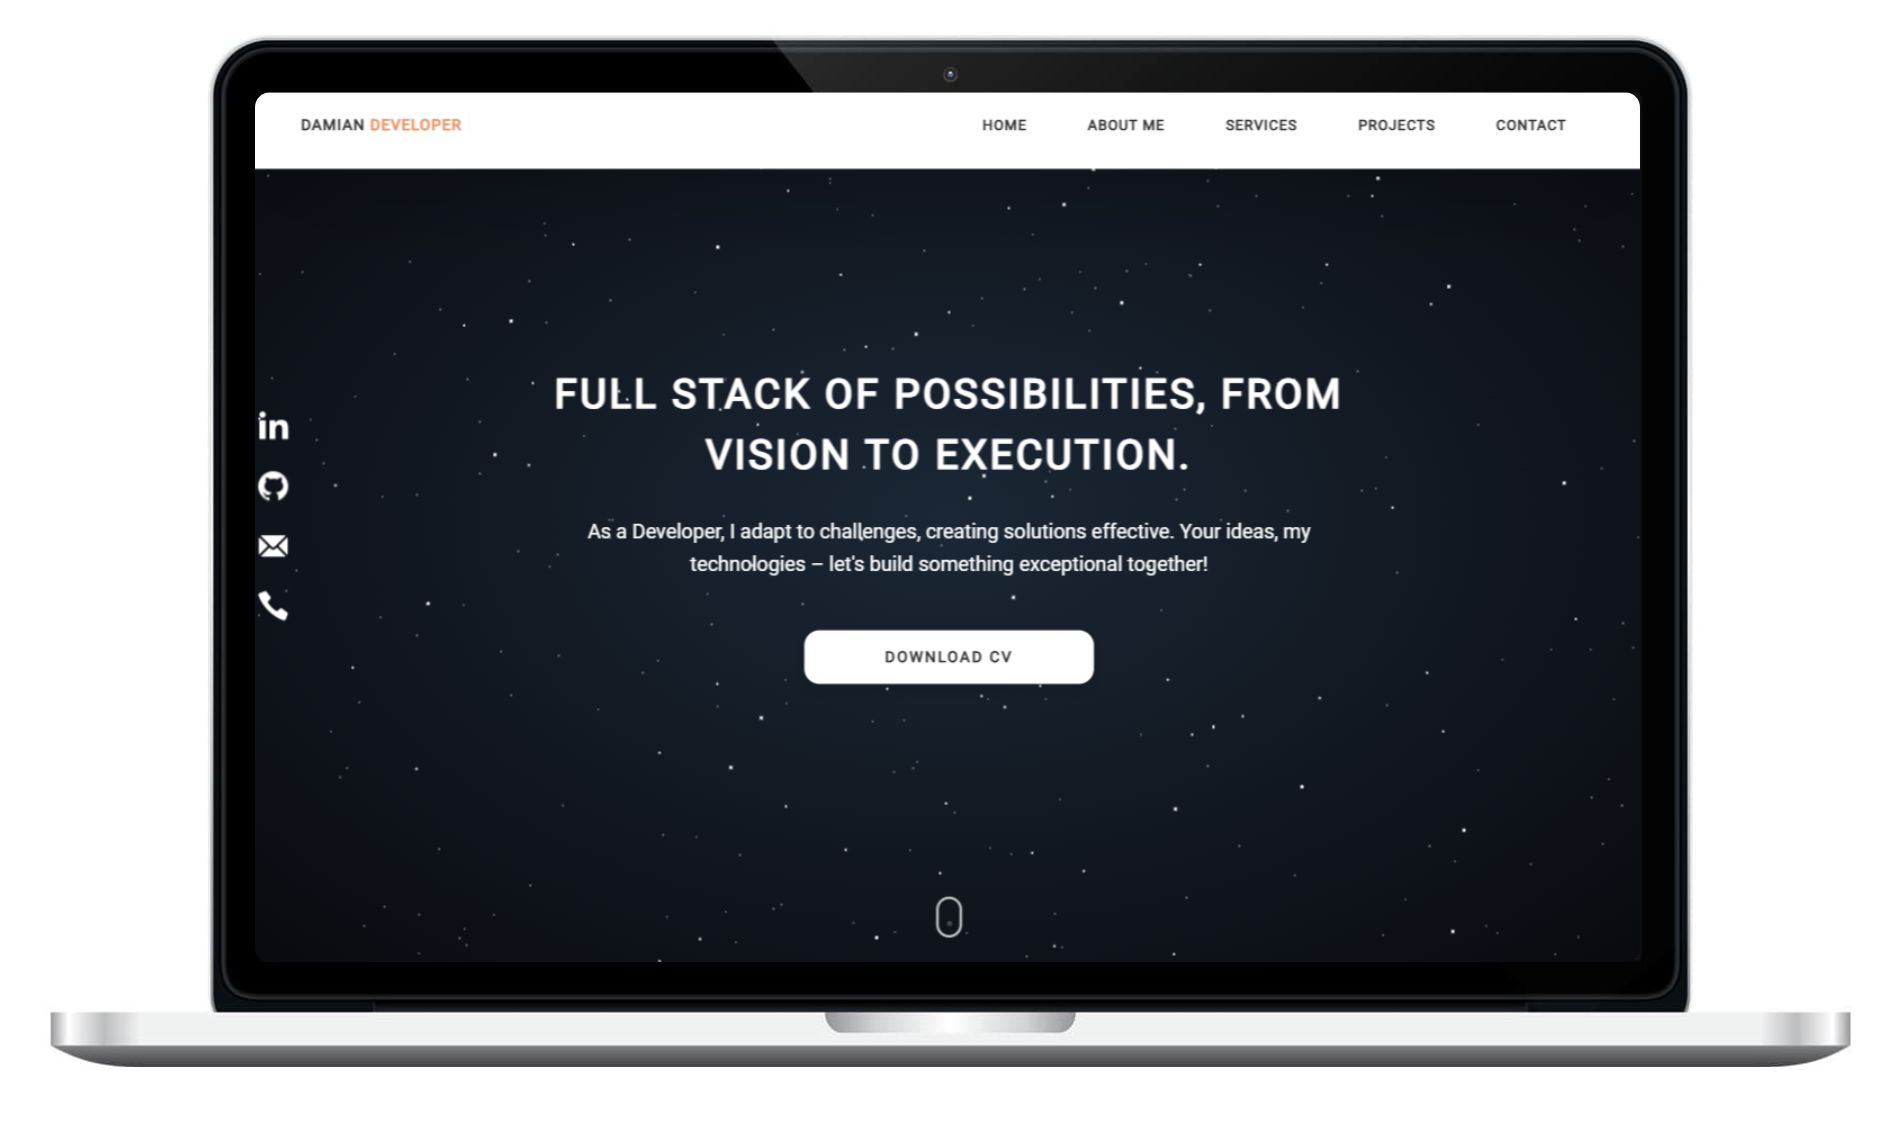 DAMIAN DEVELOPER
HOME ABOUT ME SERVICES PROJECTS CONTACT
FULL STACK OF POSSIBILITIES, FROM
VISION TO EXECUTION.
in
As a Developer, I adapt to challenges, creating solutions effective. Your ideas, my
technologies – let's build something exceptional together!
DOWNLOAD CV